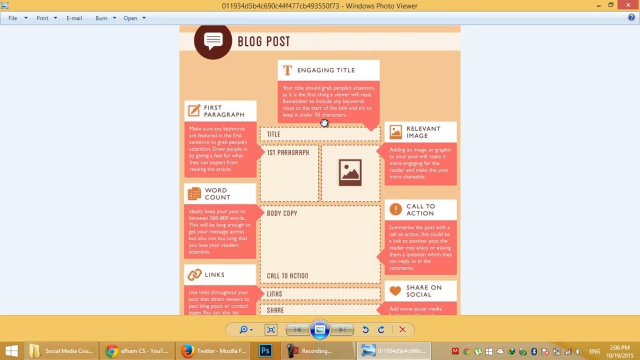 011934d5b4c690c44f477cb493550f73 - Windows Photo Viewer
File Print E-mail Burn Open
BLOG POST
ENGAGING TITLE
Your title should grab people's attention,
as it is the first thing a viewer will read.
Remember to include any keywords
close to the start of the title and try to
keep it under 70 characters.
FIRST
PARAGRAPH
Make sure any keywords
are featured in the first
sentence to grab people's
attention. Draw people in
by giving a feel for what
they can expect from
reading the article.
TITLE
1ST PARAGRAPH
RELEVANT
IMAGE
Adding an image or graphic
to your post will make it
more engaging for the
reader and make the post
more shareable.
WORD
COUNT
Ideally keep your post to
between 500-800 words.
This will be long enough to
get your message across
but also not too long that
you lose your readers
attention.
BODY COPY
CALL TO ACTION
CALL TO
ACTION
Summarise the post with a
call to action, this could be
a link to another post the
reader may enjoy or asking
them a question which they
can reply to in the
comments.
LINKS
Use links throughout your
post that direct viewers to
past blog posts or contact
pages. You can also list
LINKS
SHARE
SHARE ON
SOCIAL
Add some social media
Social Media Cou...
efham CS - YouT...
Twitter - Mozilla F...
Recording...
011934d5b4c690c...
ENG
2:06 PM
10/19/2015